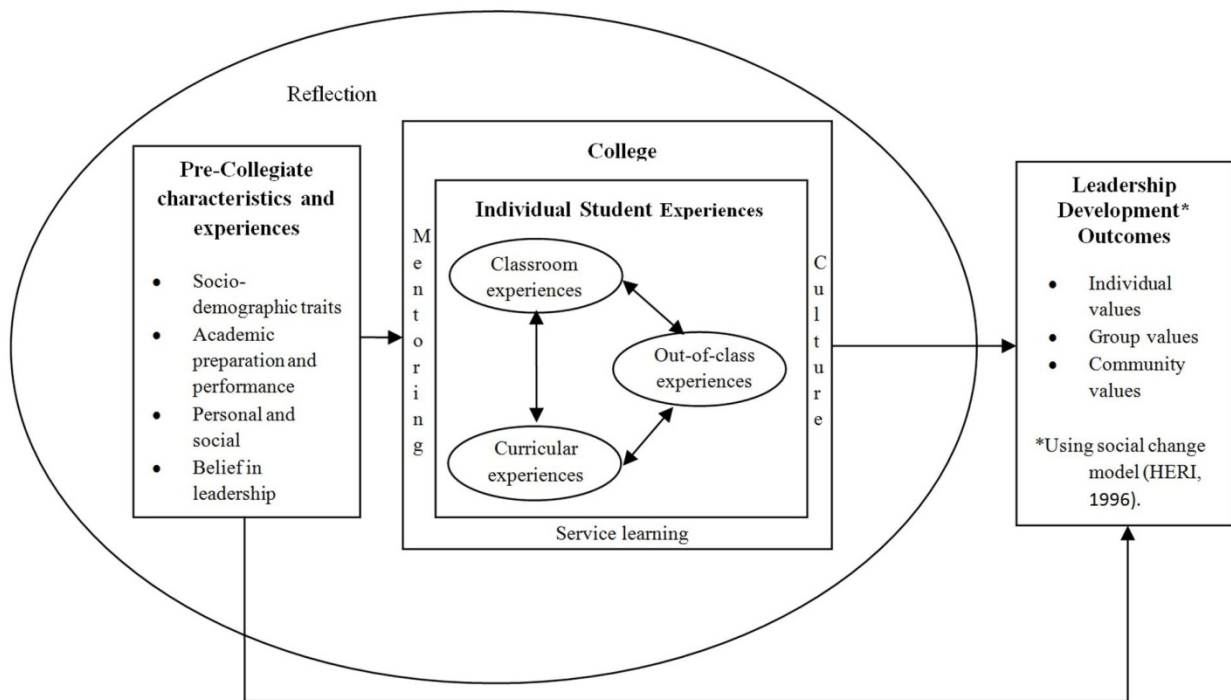 Reflection
Pre-Collegiate
characteristics and
experiences
• Socio-
demographic traits
• Academic
preparation and
performance
• Personal and
social
• Belief in
leadership
College
Individual Student Experiences
Mentoring
Classroom
experiences
Out-of-class
experiences
Curricular
experiences
Culture
Service learning
Leadership
Development*
Outcomes
• Individual
values
• Group values
• Community
values
*Using social change
model (HERI,
1996).